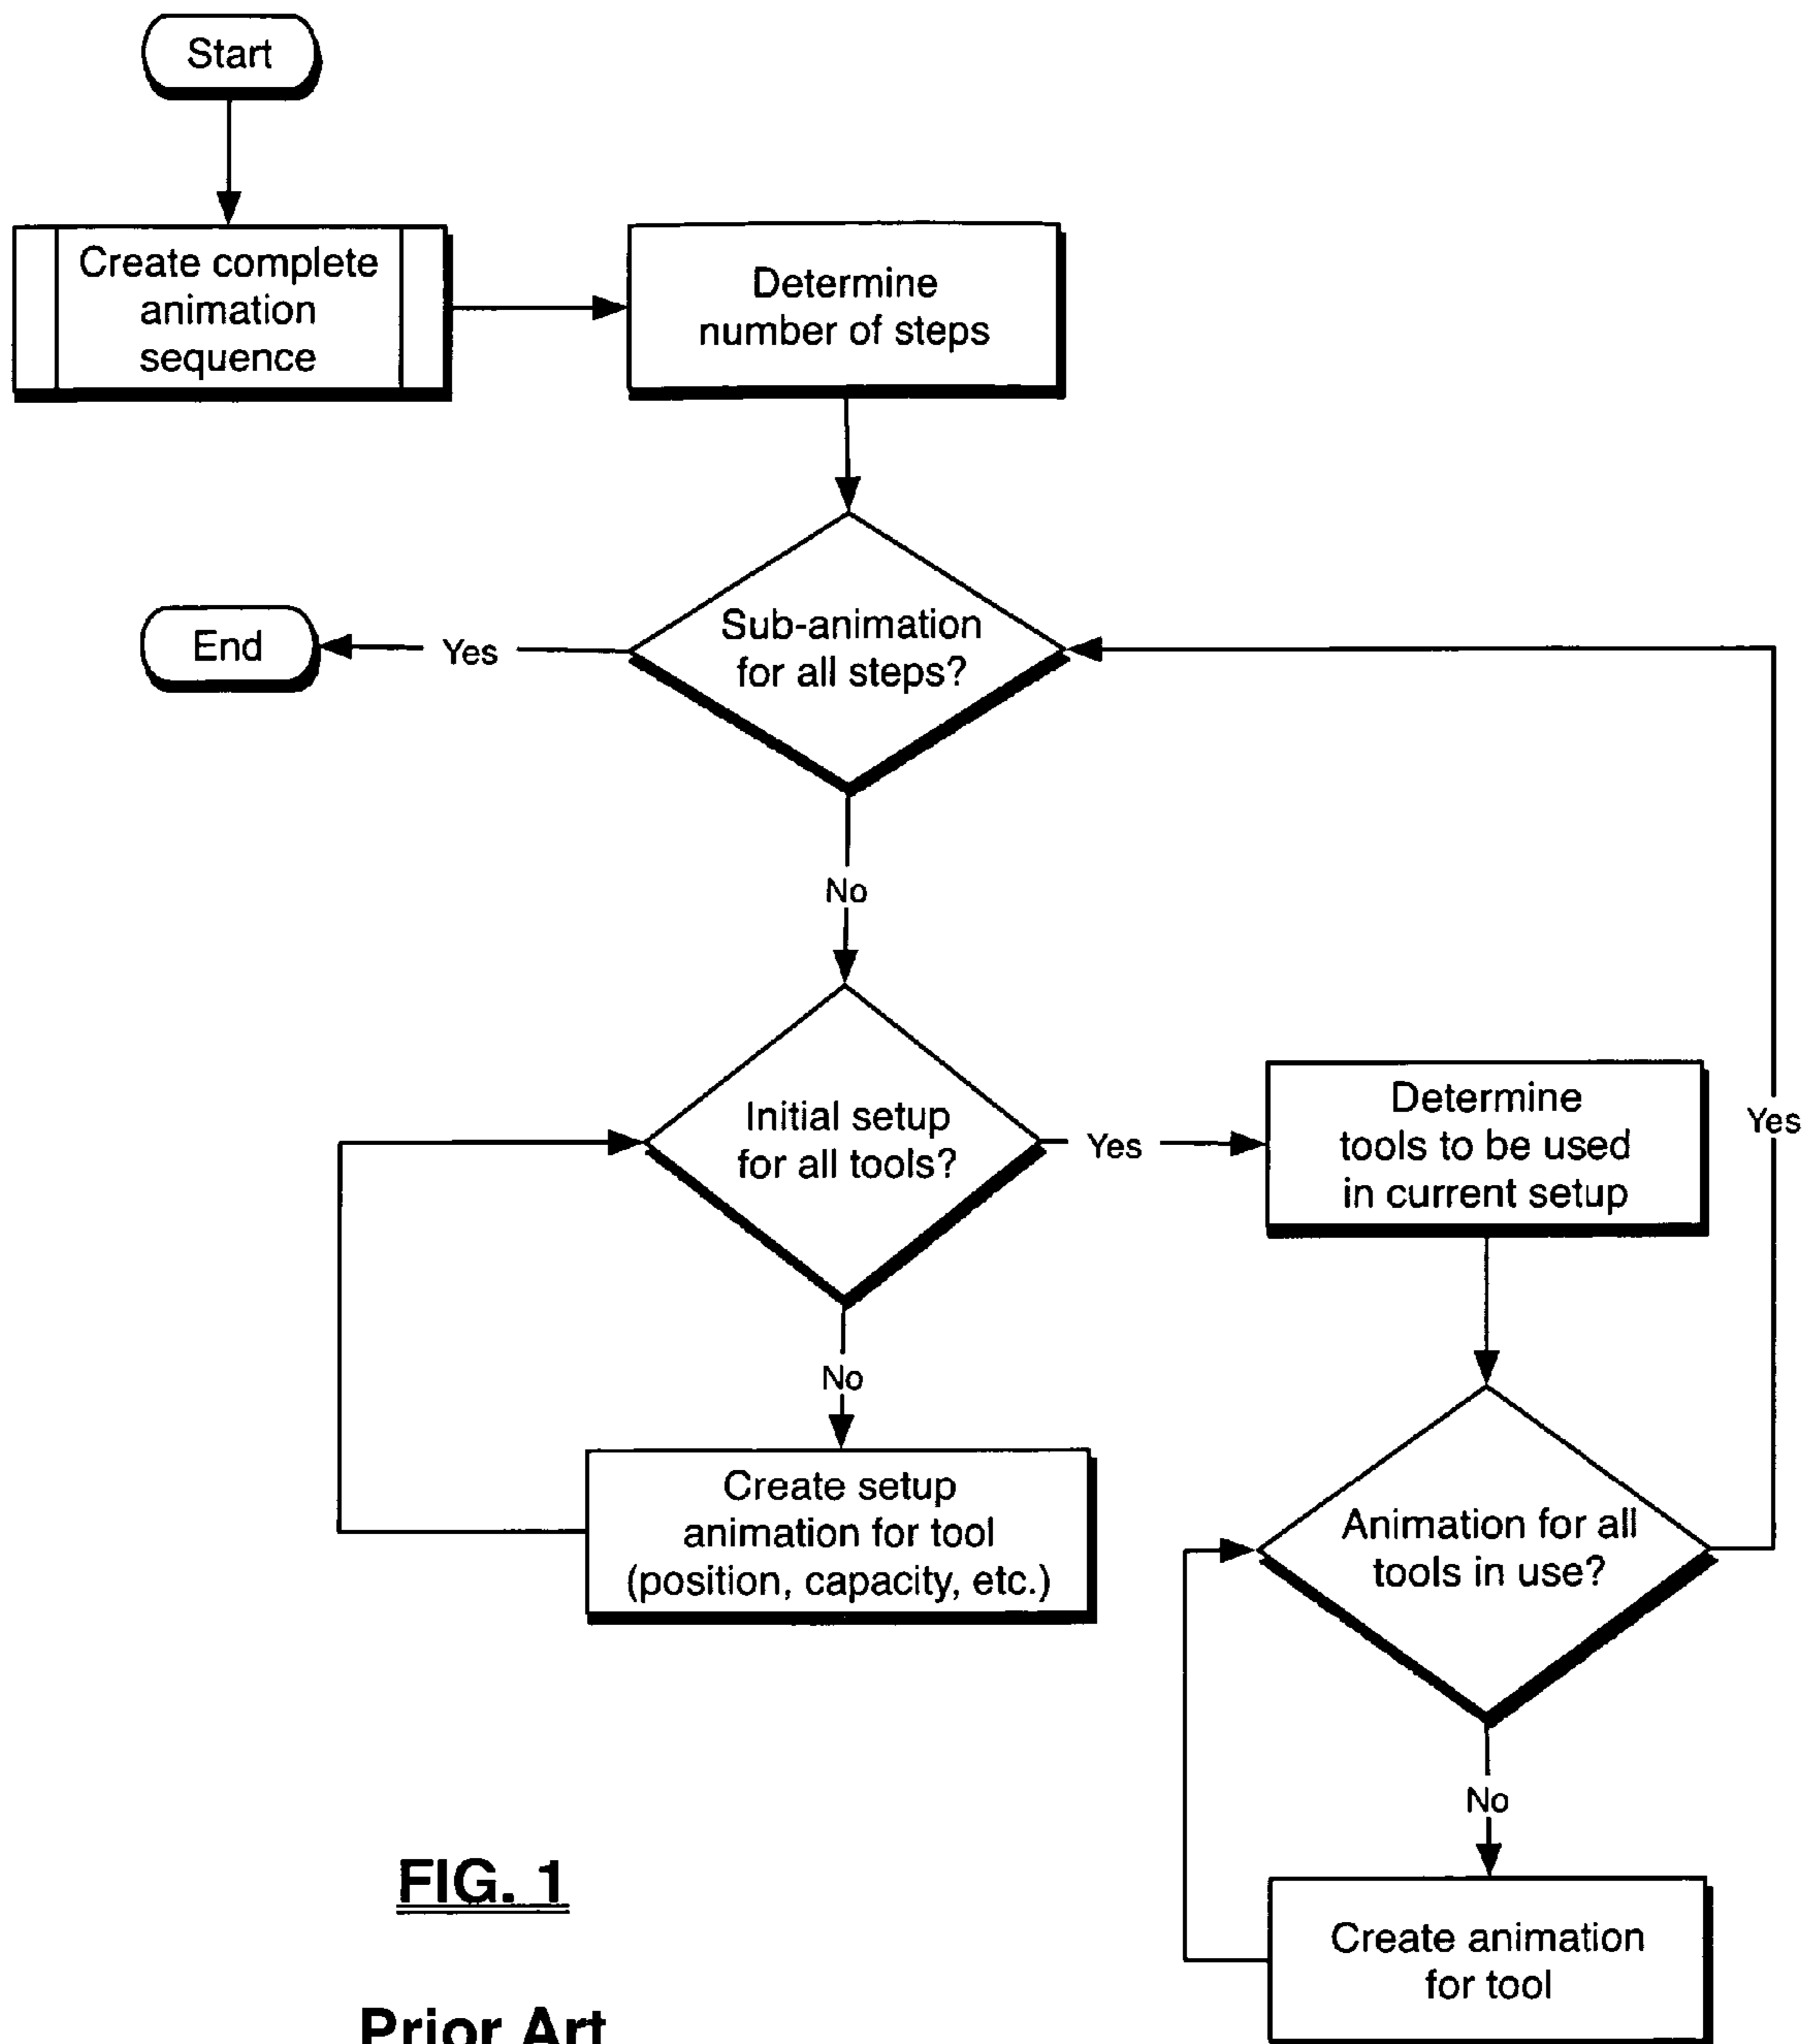 Start
Create complete
animation
sequence
Determine
number of steps
Sub-animation
for all steps?
Yes
End
No
Initial setup
for all tools?
Yes
Determine
tools to be used
in current setup
Yes
No
Create setup
animation for tool
(position, capacity, etc.)
Animation for all
tools in use?
No
Create animation
for tool
FIG. 1
Prior Art